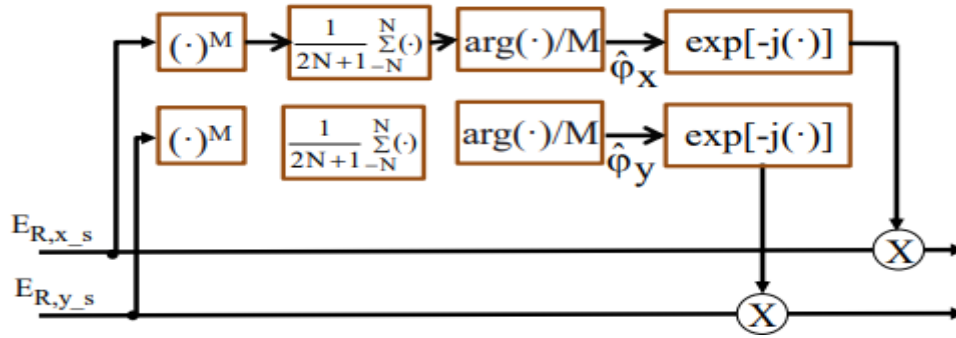 (·)ᴹ 1/2N+1 Σ_{-N}^{N}(·) arg(·)/M φ̂x exp[-j(·)]
(·)ᴹ 1/2N+1 Σ_{-N}^{N}(·) arg(·)/M φ̂y exp[-j(·)]
E_{R,x_s}
X
E_{R,y_s}
X